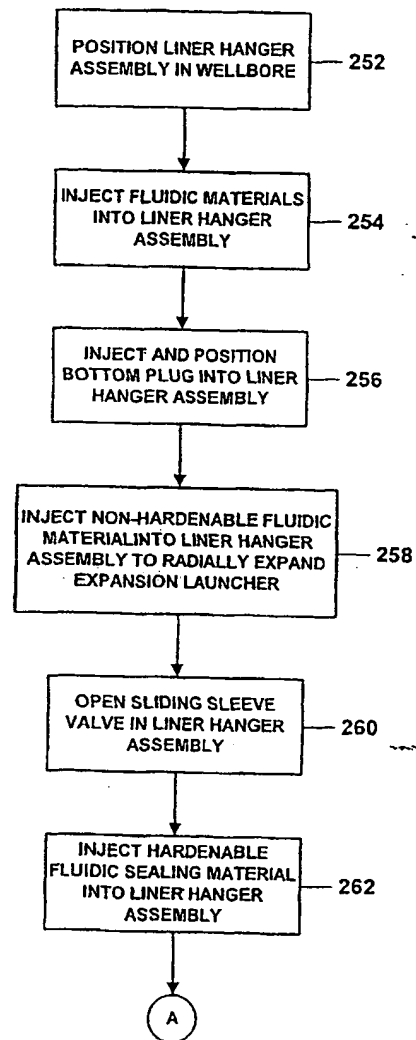 POSITION LINER HANGER
ASSEMBLY IN WELLBORE
252
INJECT FLUIDIC MATERIALS
INTO LINER HANGER
ASSEMBLY
254
INJECT AND POSITION
BOTTOM PLUG INTO LINER
HANGER ASSEMBLY
256
INJECT NON-HARDENABLE FLUIDIC
MATERIALINTO LINER HANGER
ASSEMBLY TO RADIALLY EXPAND
EXPANSION LAUNCHER
258
OPEN SLIDING SLEEVE
VALVE IN LINER HANGER
ASSEMBLY
260
INJECT HARDENABLE
FLUIDIC SEALING MATERIAL
INTO LINER HANGER
ASSEMBLY
262
A